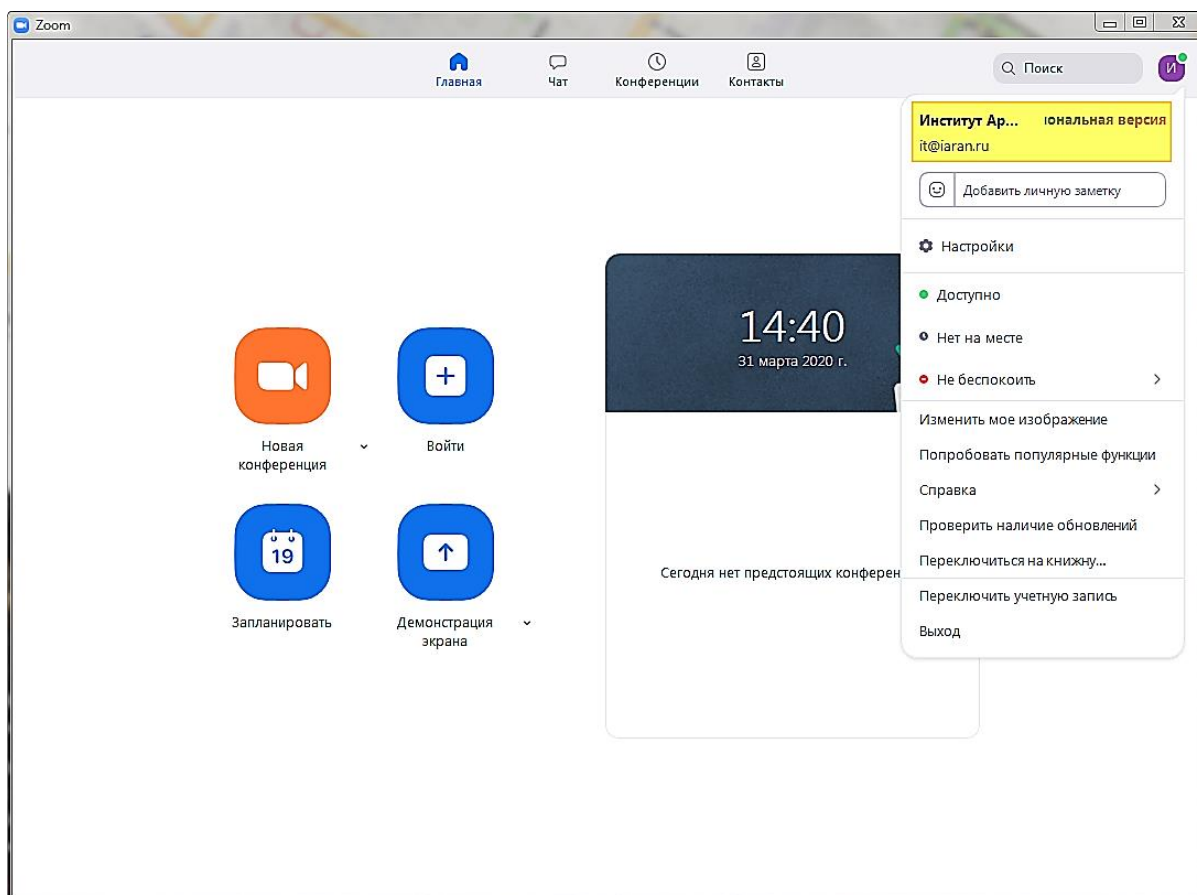 Zoom
Главная
Чат
Конференции
Контакты
Поиск
И
Институт Ар... юнальная версия
it@iaran.ru
Добавить личную заметку
Настройки
Доступно
Нет на месте
Не беспокоить
Изменить мое изображение
Попробовать популярные функции
Справка
Проверить наличие обновлений
Переключиться на книжну...
Переключить учетную запись
Выход
14:40
31 марта 2020 г.
Новая
конференция
Войти
19
Запланировать
Демонстрация
экрана
Сегодня нет предстоящих конферен